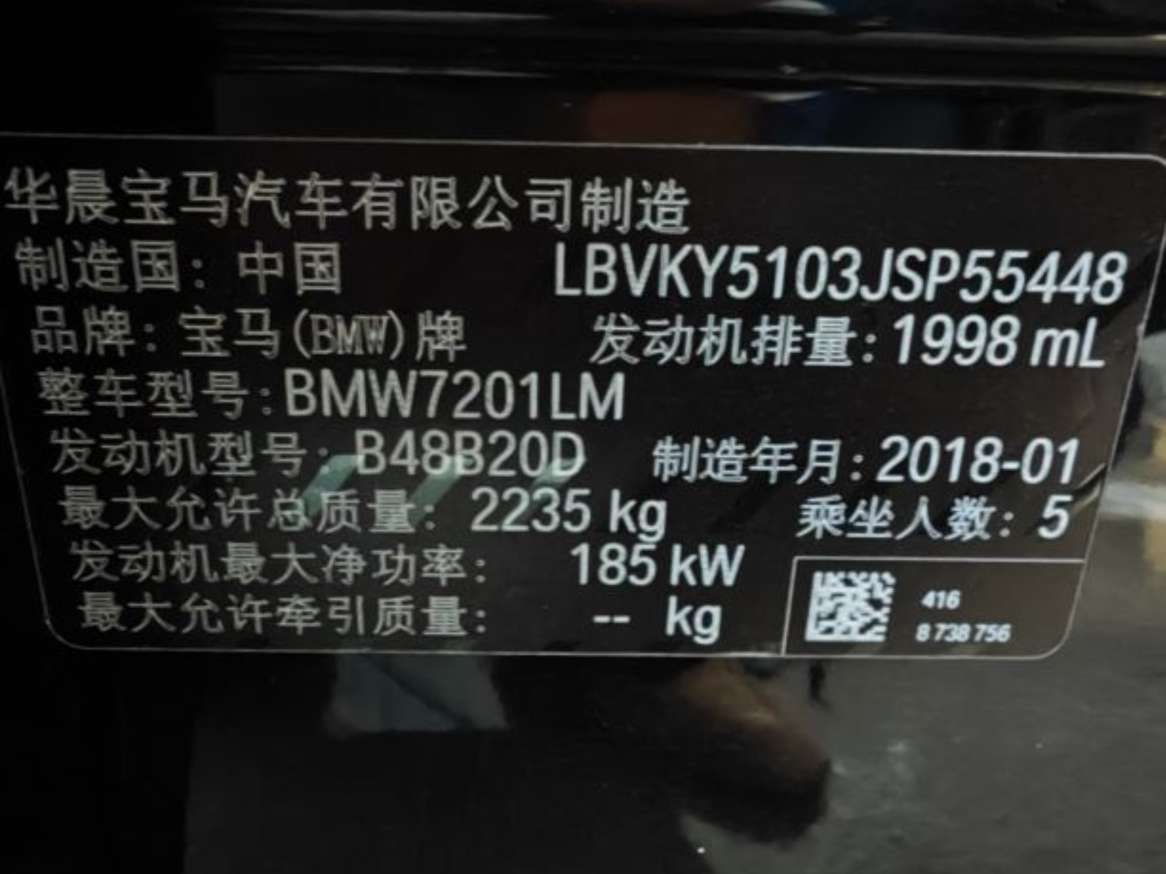 华晨宝马汽车有限公司制造
制造国：中国 LBVKY5103JSP55448
品牌：宝马(BMW)牌 发动机排量：1998 mL
整车型号：BMW7201LM
发动机型号：B48B20D 制造年月：2018-01
最大允许总质量：2235 kg 乘坐人数：5
发动机最大净功率：185 kW
最大允许牵引质量：-- kg
416
8 738 756